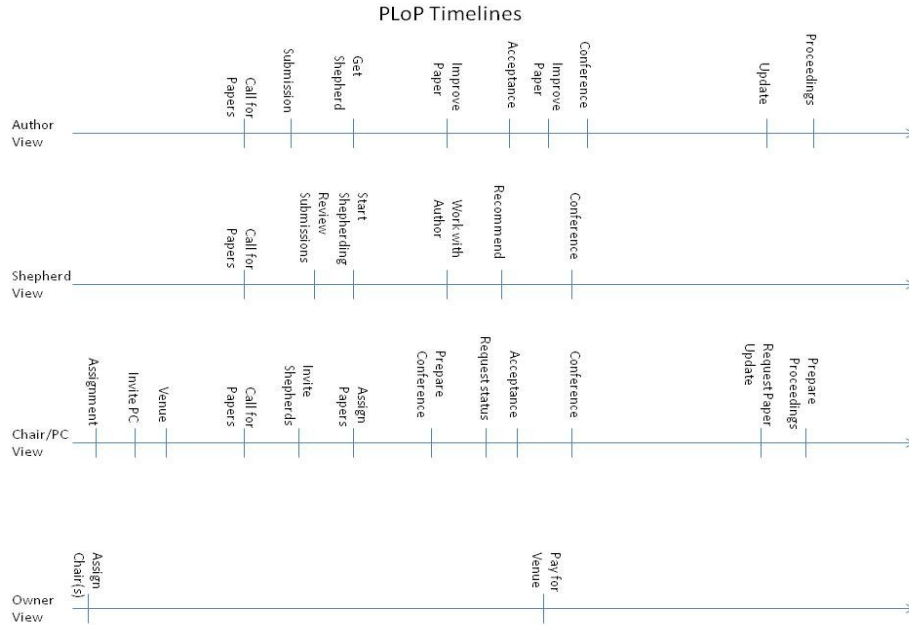 PLoP Timelines
Call for
Papers
Submission
Get
Shepherd
Improve
Paper
Acceptance
Improve
Paper
Conference
Update
Proceedings
Author
View
Call for
Papers
Review
Submissions
Start
Shepherding
Work with
Author
Recommend
Conference
Shepherd
View
Assignment
Invite PC
Venue
Call for
Papers
Invite
Shepherds
Assign
Papers
Prepare
Conference
Request status
Acceptance
Conference
Request Paper
Update
Prepare
Proceedings
Chair/PC
View
Assign
Chair(s)
Pay for
Venue
Owner
View